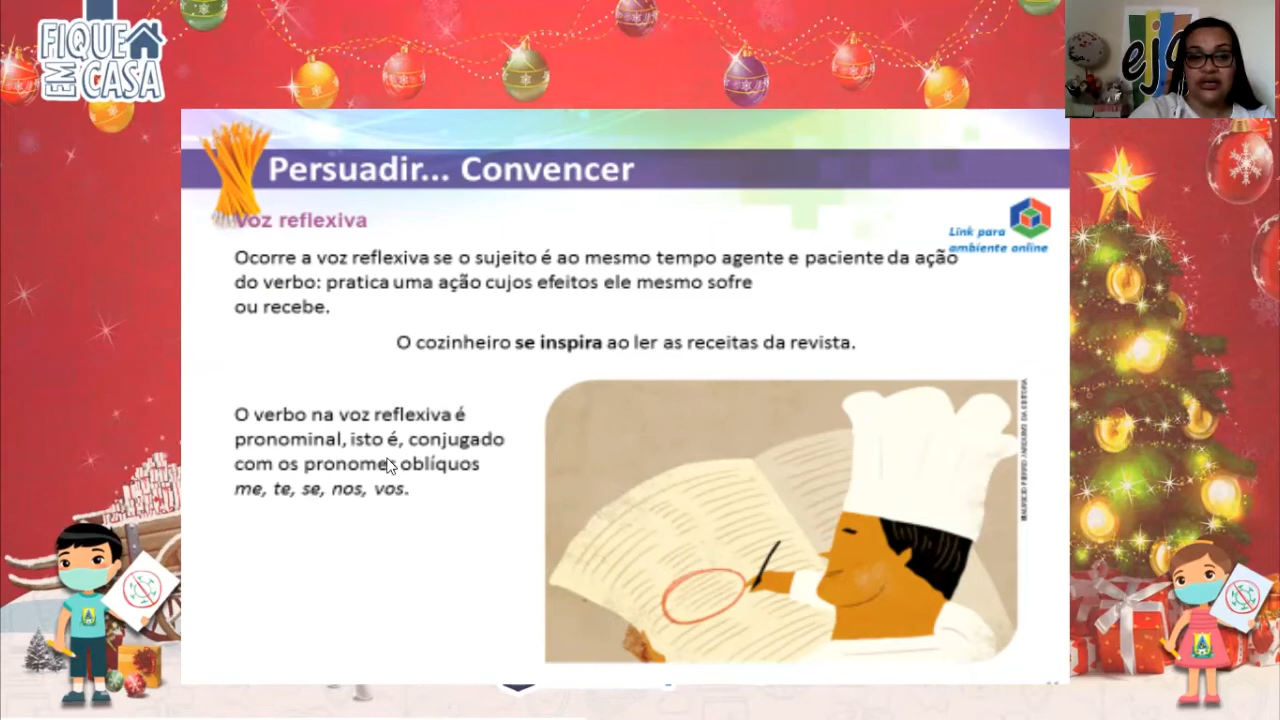 FIQUE
EM
CASA
eja
Persuadir... Convencer
Voz reflexiva
Link para
ambiente online
Ocorre a voz reflexiva se o sujeito é ao mesmo tempo agente e paciente da ação
do verbo: pratica uma ação cujos efeitos ele mesmo sofre
ou recebe.
O cozinheiro se inspira ao ler as receitas da revista.
O verbo na voz reflexiva é
pronominal, isto é, conjugado
com os pronomes oblíquos
me, te, se, nos, vos.